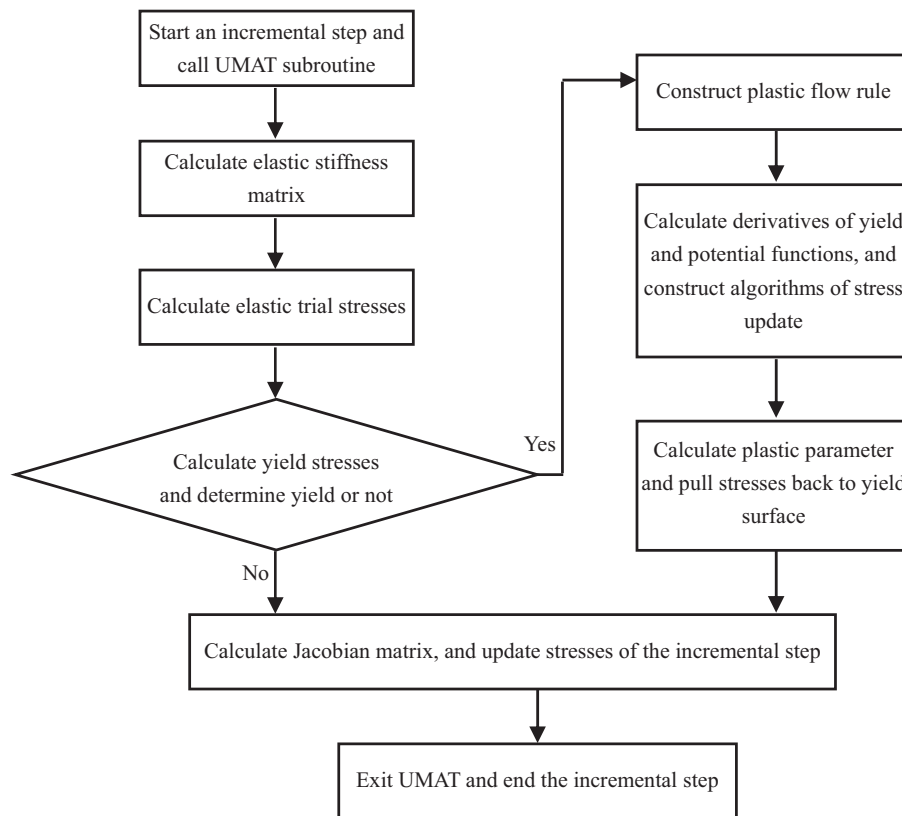 Start an incremental step and
call UMAT subroutine
Calculate elastic stiffness
matrix
Calculate elastic trial stresses
Calculate yield stresses
and determine yield or not
Yes
No
Construct plastic flow rule
Calculate derivatives of yield
and potential functions, and
construct algorithms of stress
update
Calculate plastic parameter
and pull stresses back to yield
surface
Calculate Jacobian matrix, and update stresses of the incremental step
Exit UMAT and end the incremental step